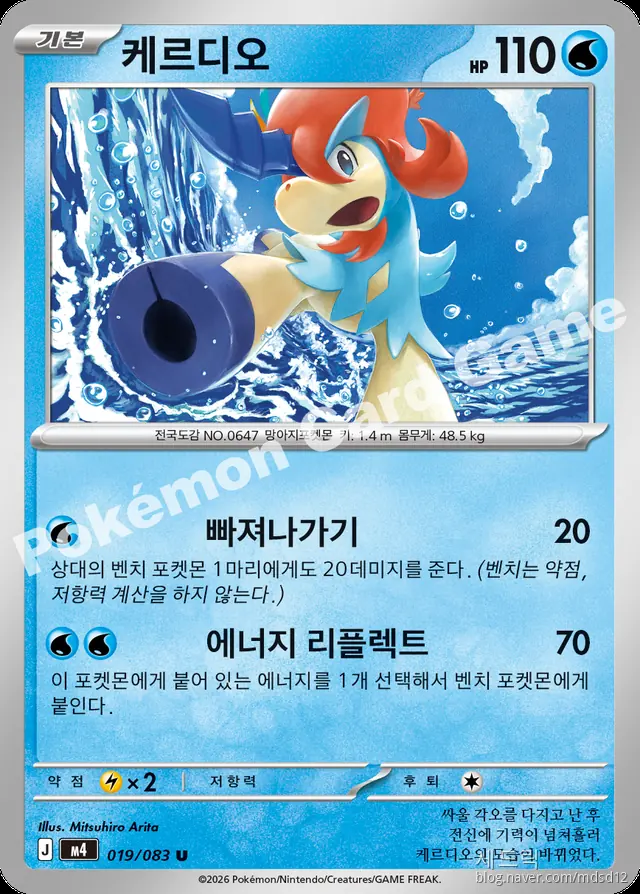 기본 케르디오 HP 110
전국도감 NO.0647 망아지포켓몬 키: 1.4 m 몸무게: 48.5 kg
Pokémon Card Game
빠져나가기 20
상대의 벤치 포켓몬 1마리에게도 20데미지를 준다. (벤치는 약점,
저항력 계산을 하지 않는다.)
에너지 리플렉트 70
이 포켓몬에게 붙어 있는 에너지를 1개 선택해서 벤치 포켓몬에게
붙인다.
약점 ×2 저항력 후퇴
Illus. Mitsuhiro Arita
J M4 019/083 U
싸울 각오를 다지고 난 후
전신에 기력이 넘쳐흘러
케르디오의 모습이 바뀌었다.
blog.naver.com/mdsd12
©2026 Pokémon/Nintendo/Creatures/GAME FREAK.